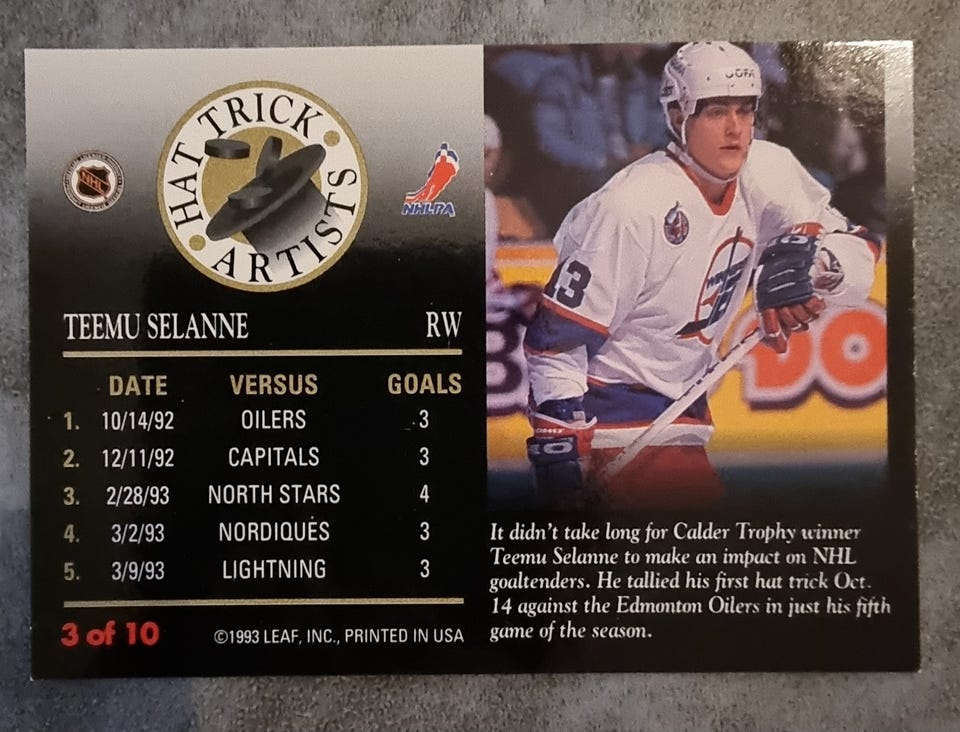 HAT TRICK ARTISTS
NHL
NHLPA
TEEMU SELANNE RW
DATE VERSUS GOALS
1. 10/14/92 OILERS 3
2. 12/11/92 CAPITALS 3
3. 2/28/93 NORTH STARS 4
4. 3/2/93 NORDIQUES 3
5. 3/9/93 LIGHTNING 3
3 of 10 ©1993 LEAF, INC., PRINTED IN USA
JOFA
13
WINNIPEG
It didn't take long for Calder Trophy winner
Teemu Selanne to make an impact on NHL
goaltenders. He tallied his first hat trick Oct.
14 against the Edmonton Oilers in just his fifth
game of the season.